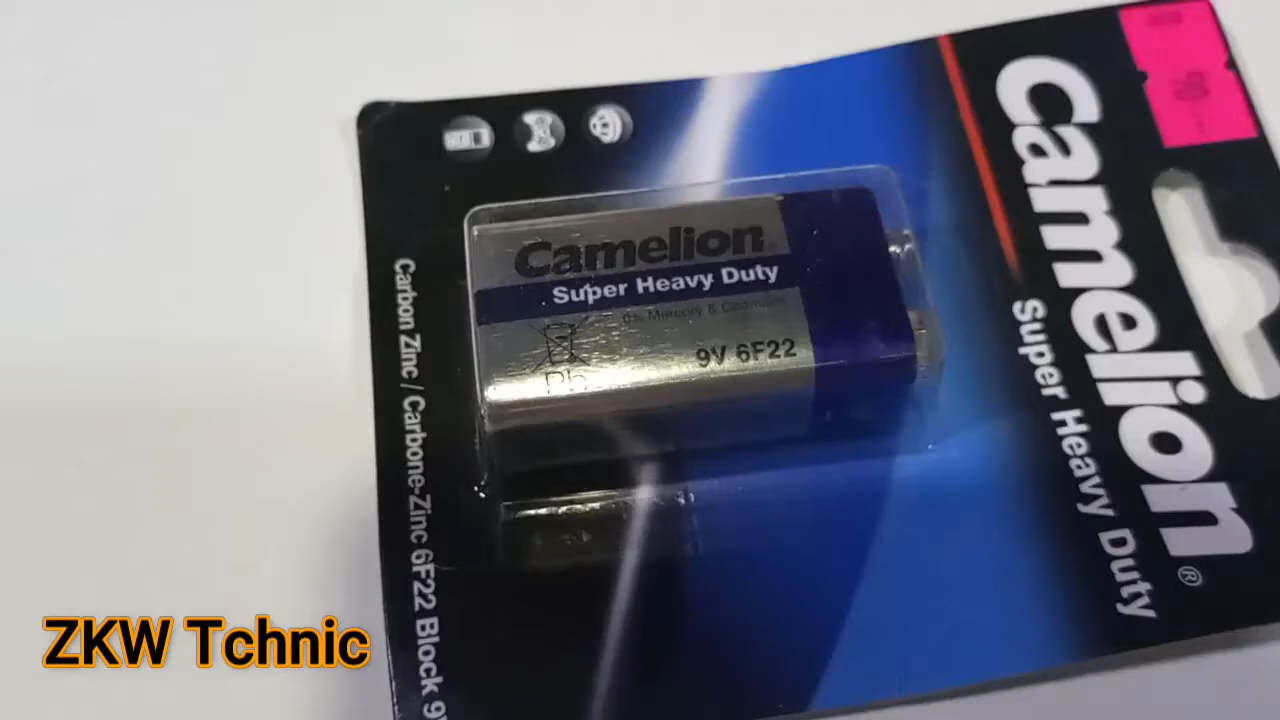 Camelion
Super Heavy Duty
0% Mercury & Cadmium
9V 6F22
Pb
Carbon Zinc / Carbone-Zinc 6F22 Block 9V
Camelion®
Super Heavy Duty
ZKW Tchnic